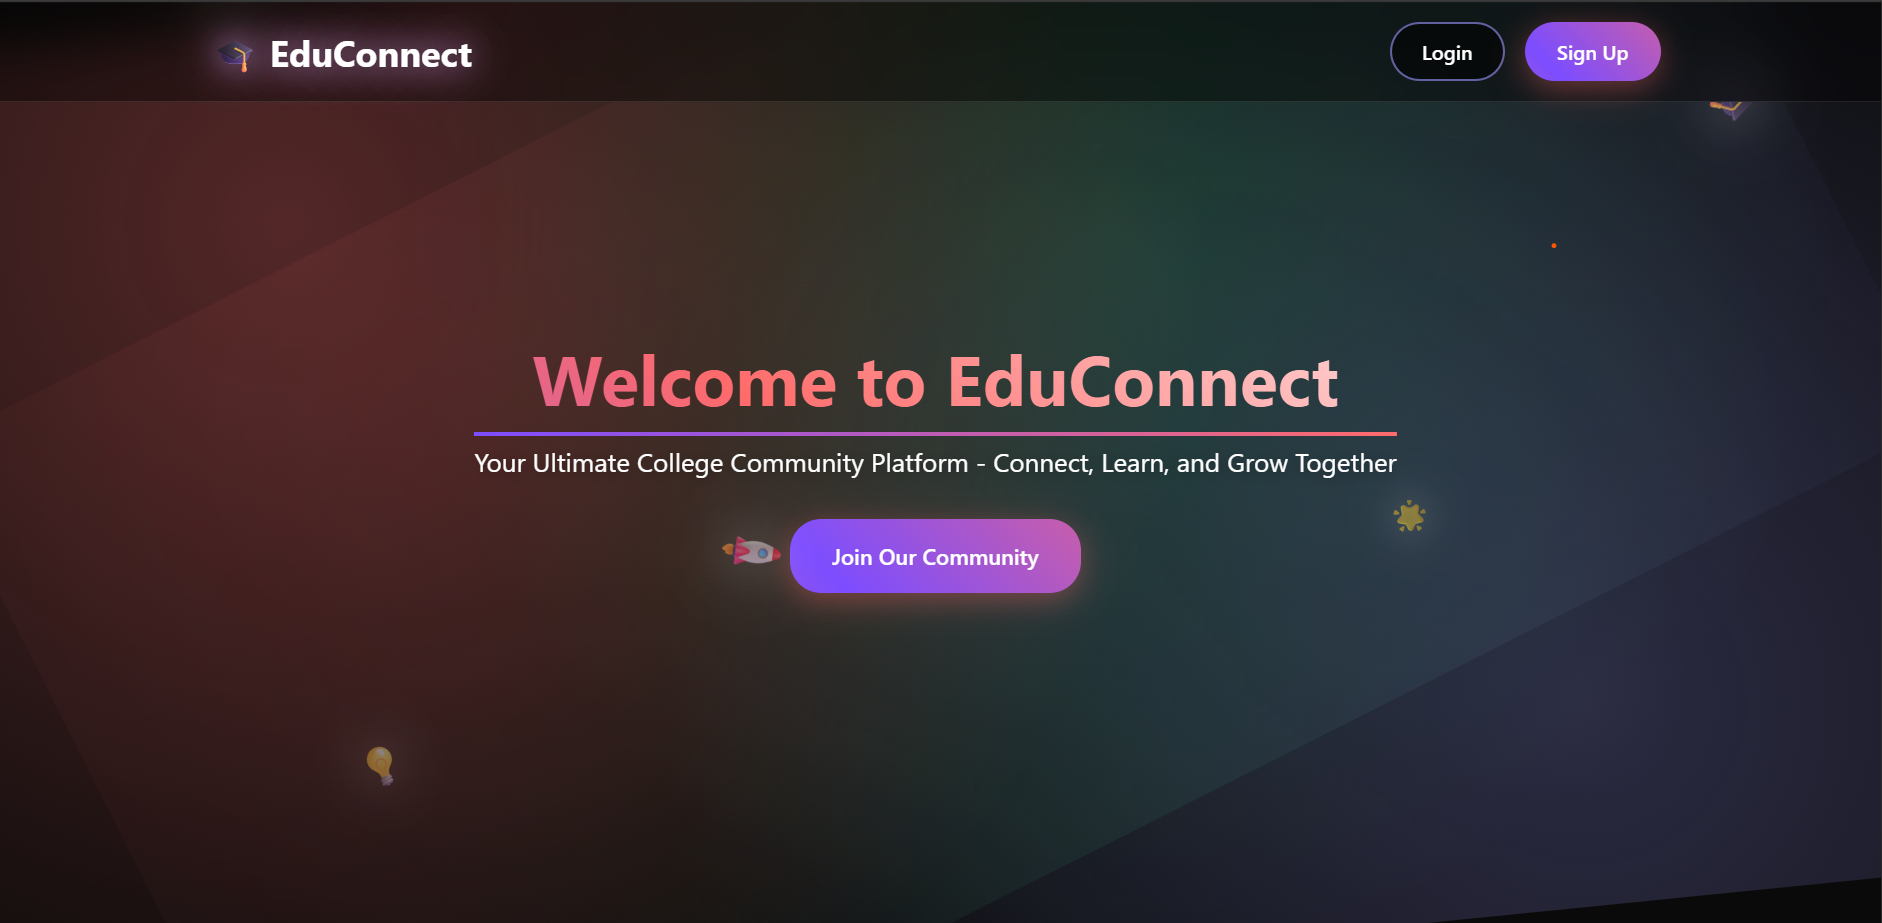 EduConnect
Login
Sign Up
Welcome to EduConnect
Your Ultimate College Community Platform - Connect, Learn, and Grow Together
Join Our Community